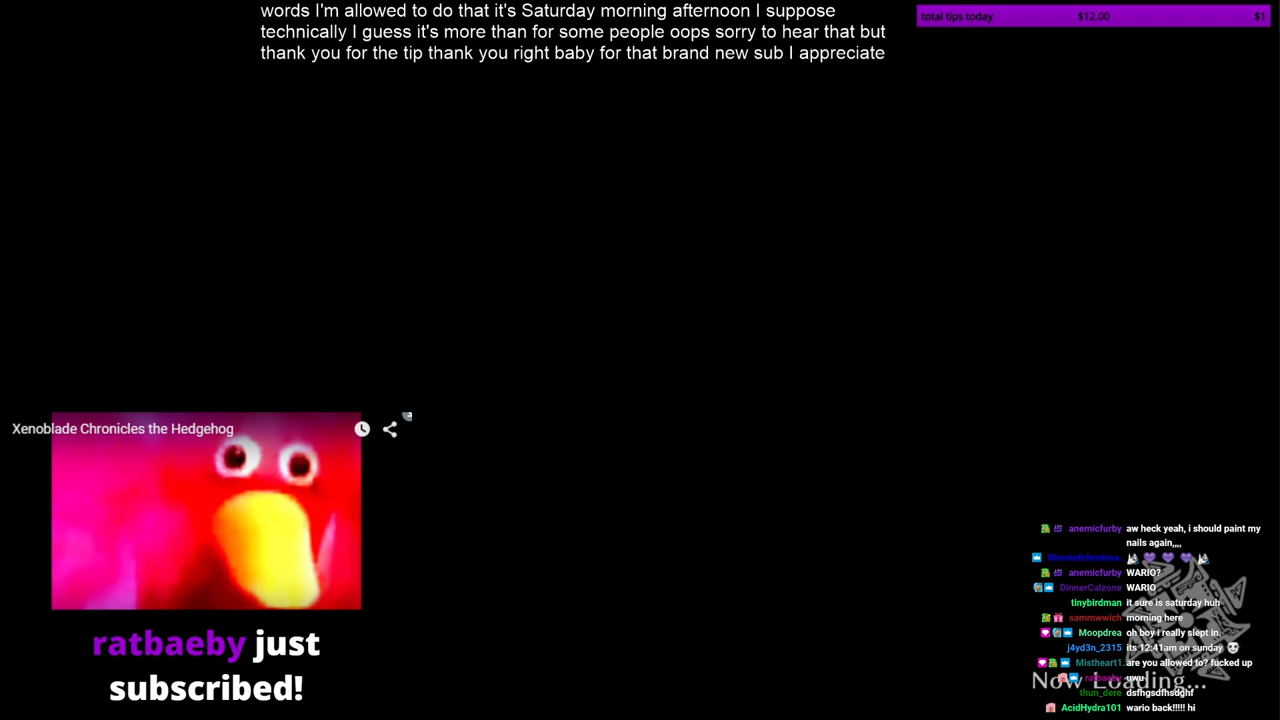 words I'm allowed to do that it's Saturday morning afternoon I suppose
technically I guess it's more than for some people oops sorry to hear that but
thank you for the tip thank you right baby for that brand new sub I appreciate
total tips today $12.00 $1
Xenoblade Chronicles the Hedgehog
ratbaeby just
subscribed!
anemicfurby aw heck yeah, i should paint my
nails again,,,,
anemicfurby WARIO?
DinnerCalzone WARIO
tinybirdman it sure is saturday huh
sammwwich morning here
Moopdrea oh boy i really slept in.
j4yd3n_2315 its 12:41am on sunday
Mistheart1. are you allowed to? fucked up
ratbaeby uwu
Now Loading...
thun_dere dsfhgsdfhsdghf
AcidHydra101 wario back!!!!! hi